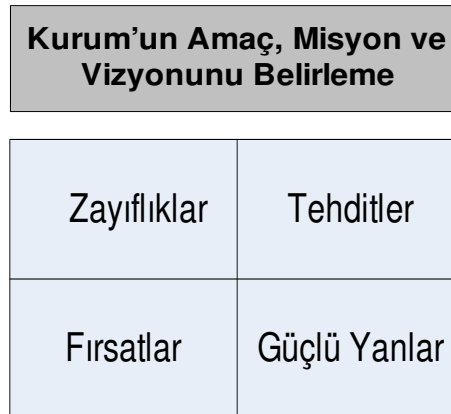 Kurum’un Amaç, Misyon ve
Vizyonunu Belirleme
Zayıflıklar
Tehditler
Fırsatlar
Güçlü Yanlar